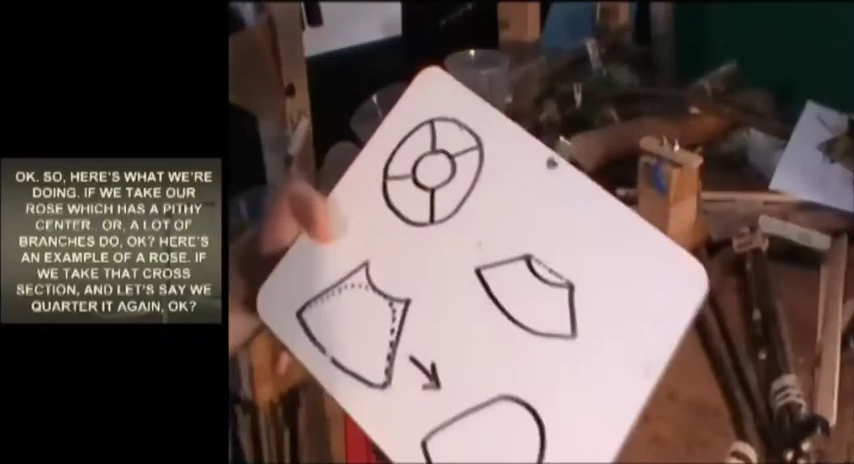 OK. SO, HERE'S WHAT WE'RE
DOING. IF WE TAKE OUR
ROSE WHICH HAS A PITHY
CENTER. OR, A LOT OF
BRANCHES DO, OK? HERE'S
AN EXAMPLE OF A ROSE. IF
WE TAKE THAT CROSS
SECTION, AND LET'S SAY WE
QUARTER IT AGAIN, OK?